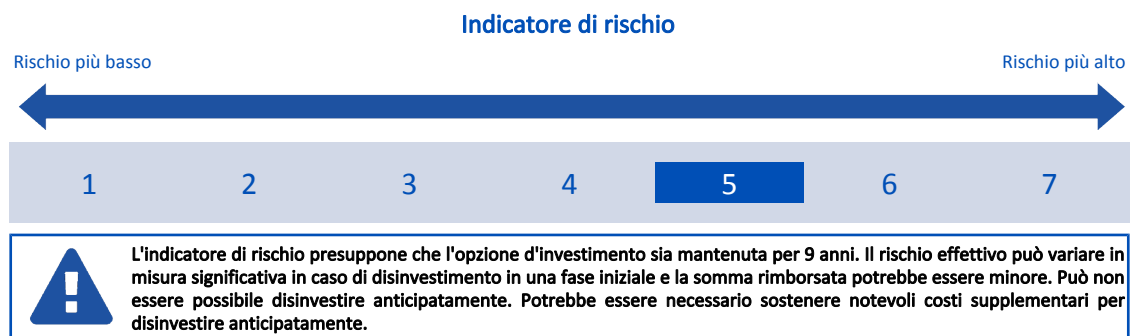 Indicatore di rischio
Rischio più basso Rischio più alto
1 2 3 4 5 6 7
L'indicatore di rischio presuppone che l'opzione d'investimento sia mantenuta per 9 anni. Il rischio effettivo può variare in
misura significativa in caso di disinvestimento in una fase iniziale e la somma rimborsata potrebbe essere minore. Può non
essere possibile disinvestire anticipatamente. Potrebbe essere necessario sostenere notevoli costi supplementari per
disinvestire anticipatamente.